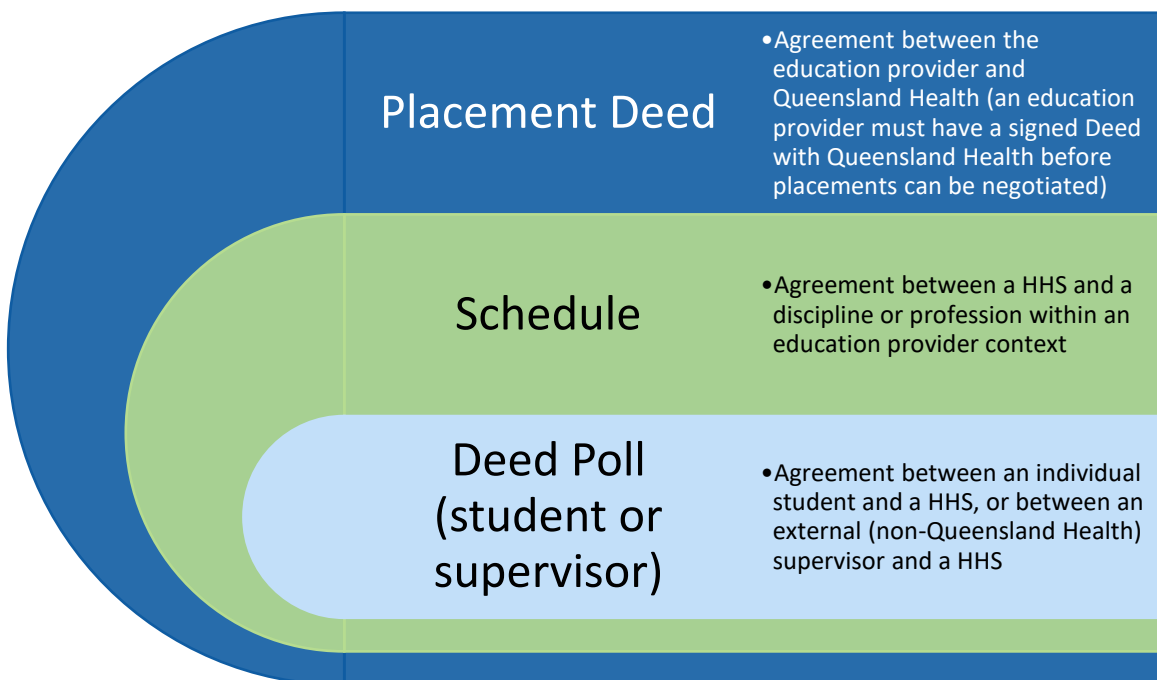 Placement Deed
•Agreement between the
education provider and
Queensland Health (an education
provider must have a signed Deed
with Queensland Health before
placements can be negotiated)
Schedule
•Agreement between a HHS and a
discipline or profession within an
education provider context
Deed Poll
(student or
supervisor)
•Agreement between an individual
student and a HHS, or between an
external (non-Queensland Health)
supervisor and a HHS